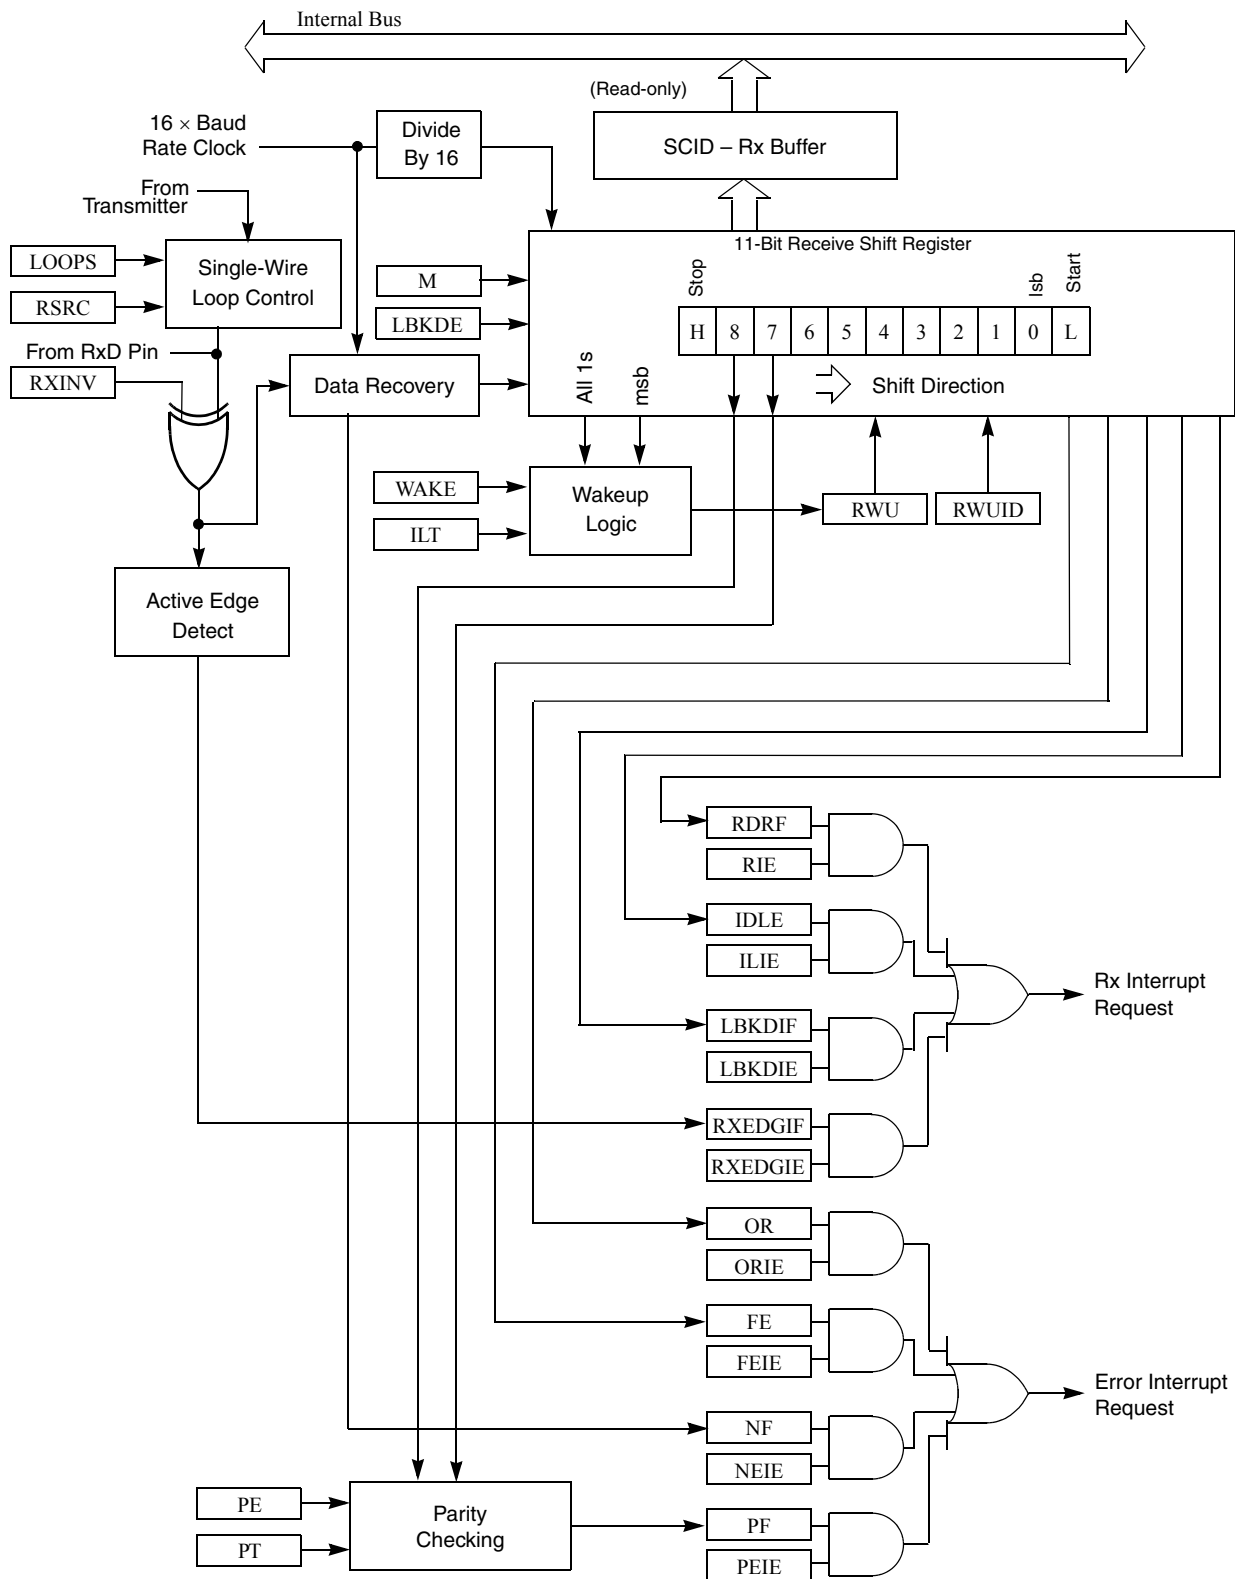 Internal Bus
(Read-only)
16 × Baud
Rate Clock
Divide
By 16
SCID – Rx Buffer
From
Transmitter
11-Bit Receive Shift Register
LOOPS
RSRC
Single-Wire
Loop Control
M
LBKDE
Stop
lsb
Start
H 8 7 6 5 4 3 2 1 0 L
From RxD Pin
RXINV
Data Recovery
All 1s
msb
Shift Direction
WAKE
ILT
Wakeup
Logic
RWU
RWUID
Active Edge
Detect
RDRF
RIE
IDLE
ILIE
Rx Interrupt
Request
LBKDIF
LBKDIE
RXEDGIF
RXEDGIE
OR
ORIE
FE
FEIE
Error Interrupt
Request
NF
NEIE
PE
PT
Parity
Checking
PF
PEIE